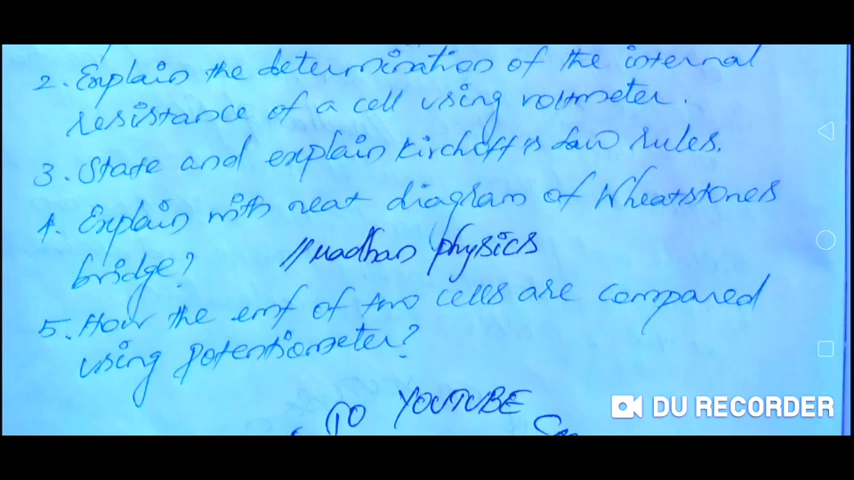 2. Explain the determination of the internal
resistance of a cell using voltmeter.
3. State and explain Kirchoff's law rules.
4. Explain with neat diagram of Wheatstones
bridge?
//madhan physics
5. How the emf of two cells are compared
using potentiometer?
TO YOUTUBE
DU RECORDER